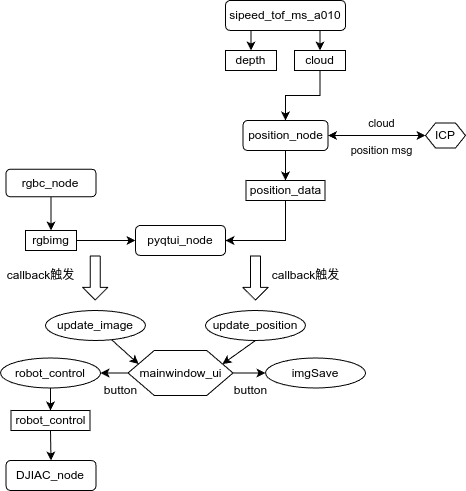 sipeed_tof_ms_a010
depth
cloud
position_node
cloud
position msg
ICP
rgbc_node
position_data
rgbimg
pyqtui_node
callback触发
callback触发
update_image
update_position
robot_control
mainwindow_ui
imgSave
button
button
robot_control
DJIAC_node